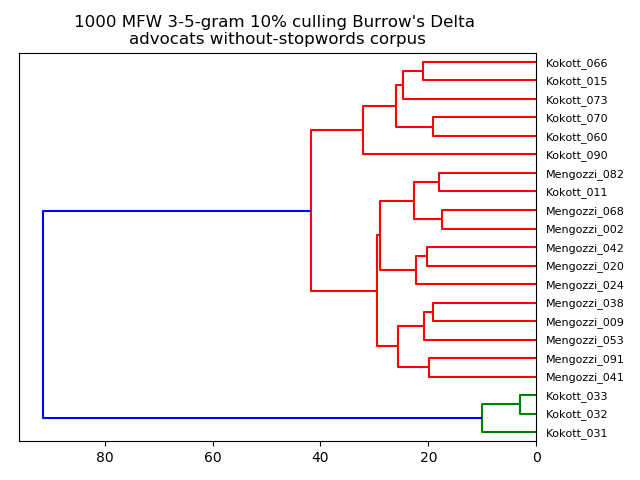 1000 MFW 3-5-gram 10% culling Burrow's Delta
advocats without-stopwords corpus
Kokott_066
Kokott_015
Kokott_073
Kokott_070
Kokott_060
Kokott_090
Mengozzi_082
Kokott_011
Mengozzi_068
Mengozzi_002
Mengozzi_042
Mengozzi_020
Mengozzi_024
Mengozzi_038
Mengozzi_009
Mengozzi_053
Mengozzi_091
Mengozzi_041
Kokott_033
Kokott_032
Kokott_031
80 60 40 20 0